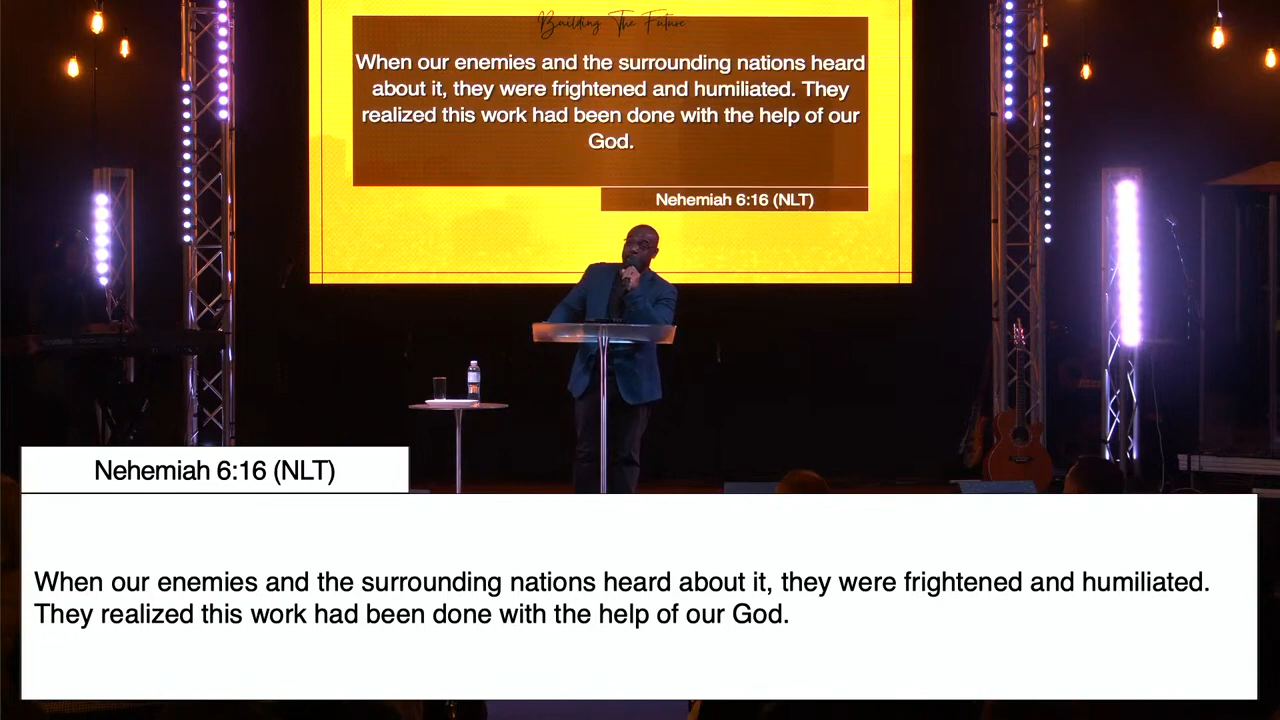 Building The Future
When our enemies and the surrounding nations heard
about it, they were frightened and humiliated. They
realized this work had been done with the help of our
God.
Nehemiah 6:16 (NLT)
Nehemiah 6:16 (NLT)
When our enemies and the surrounding nations heard about it, they were frightened and humiliated.
They realized this work had been done with the help of our God.